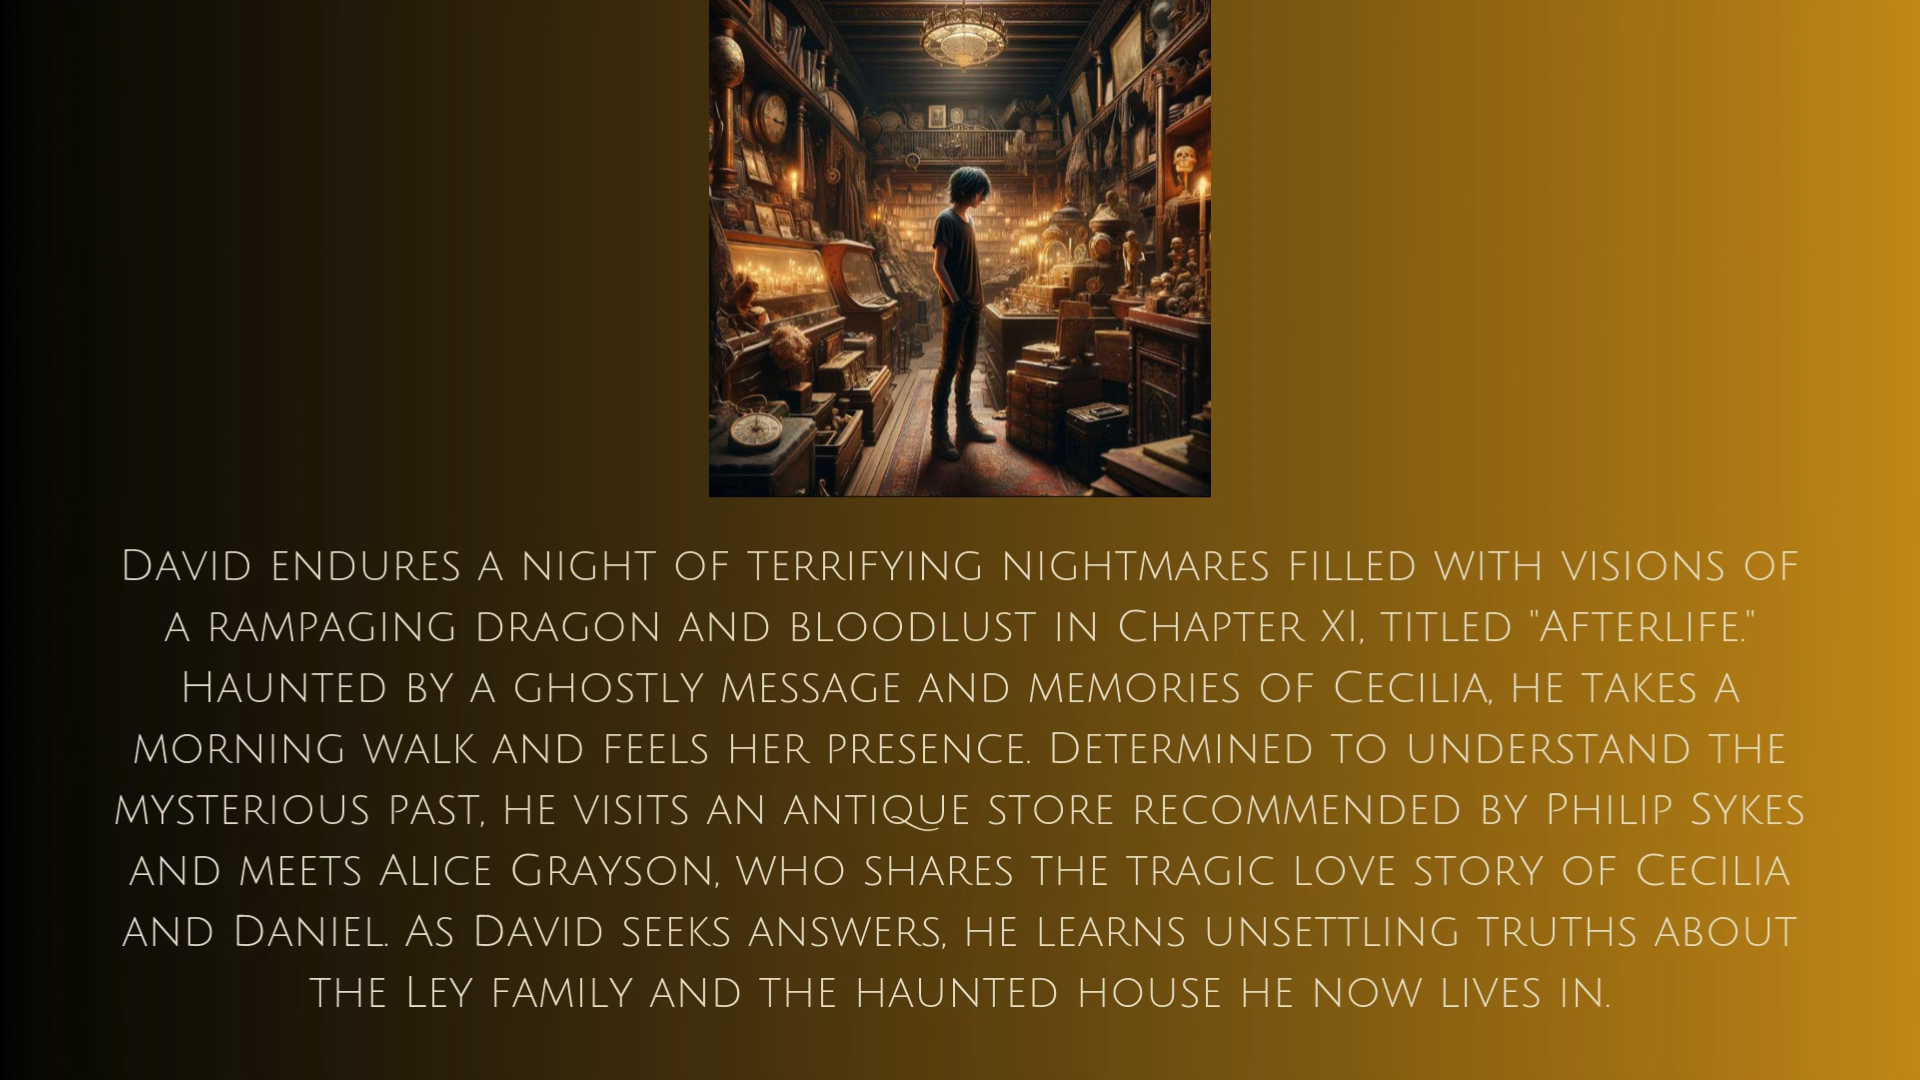 David endures a night of terrifying nightmares filled with visions of
a rampaging dragon and bloodlust in Chapter XI, titled "Afterlife."
Haunted by a ghostly message and memories of Cecilia, he takes a
morning walk and feels her presence. Determined to understand the
mysterious past, he visits an antique store recommended by Philip Sykes
and meets Alice Grayson, who shares the tragic love story of Cecilia
and Daniel. As David seeks answers, he learns unsettling truths about
the Ley family and the haunted house he now lives in.